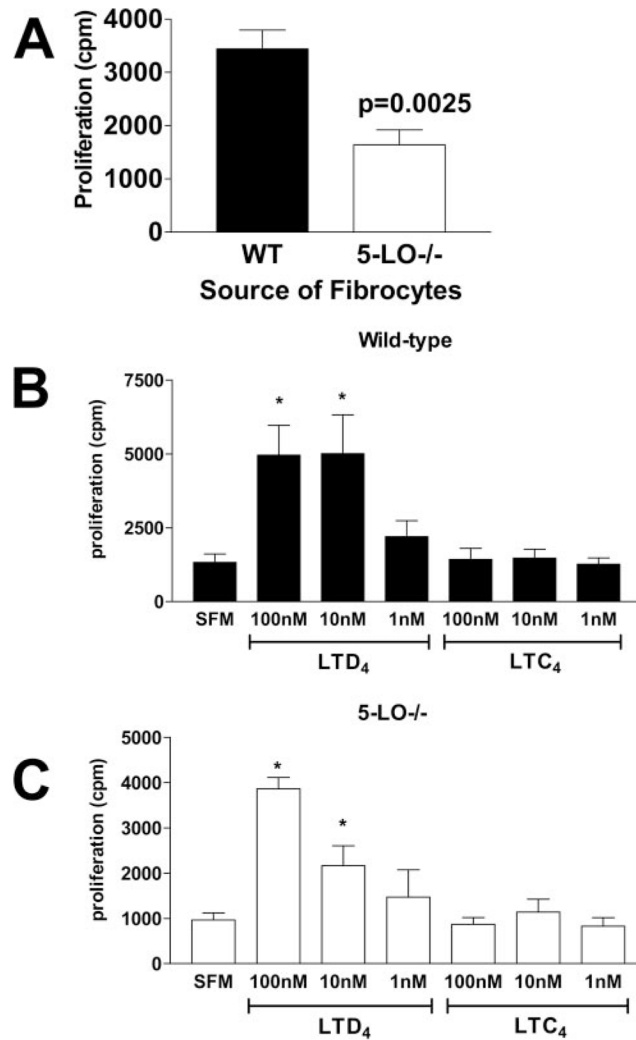 A
Proliferation (cpm)
4000
3000
2000
1000
0
p=0.0025
WT 5-LO-/-
Source of Fibrocytes
B
Wild-type
proliferation (cpm)
7500
5000
2500
0
* *
SFM 100nM 10nM 1nM 100nM 10nM 1nM
LTD₄ LTC₄
C
5-LO-/-
proliferation (cpm)
5000
4000
3000
2000
1000
0
* *
SFM 100nM 10nM 1nM 100nM 10nM 1nM
LTD₄ LTC₄